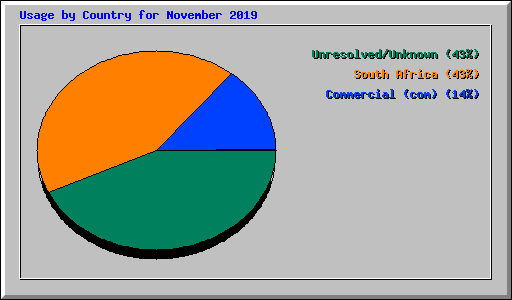 Usage by Country for November 2019
Unresolved/Unknown (43%)
South Africa (43%)
Commercial (com) (14%)